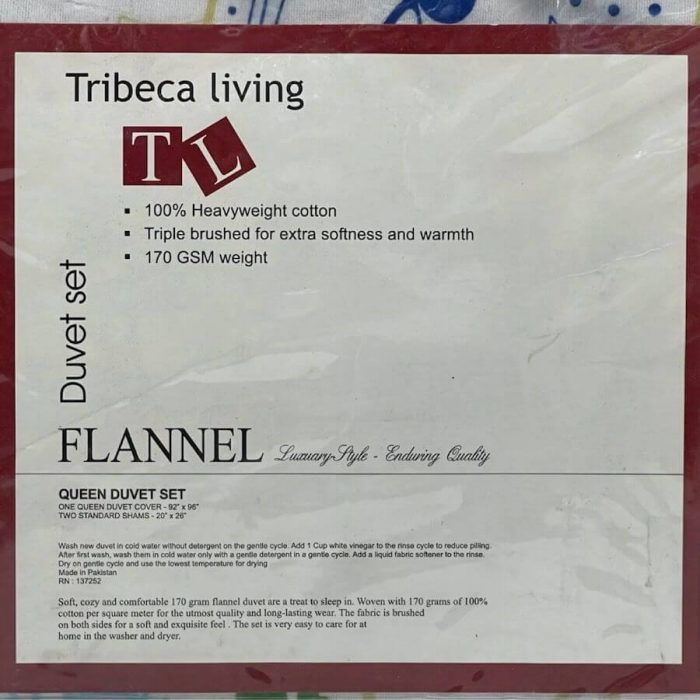 Tribeca living
TL
▪ 100% Heavyweight cotton
▪ Triple brushed for extra softness and warmth
▪ 170 GSM weight
Duvet set
FLANNEL Luxuary Style - Enduring Quality
QUEEN DUVET SET
ONE QUEEN DUVET COVER - 92" x 96"
TWO STANDARD SHAMS - 20" x 26"
Wash new duvet in cold water without detergent on the gentle cycle. Add 1 Cup white vinegar to the rinse cycle to reduce pilling.
After first wash, wash them in cold water only with a gentle detergent in a gentle cycle. Add a liquid fabric softener to the rinse.
Dry on gentle cycle and use the lowest temperature for drying
Made in Pakistan
RN : 137252
Soft, cozy and comfortable 170 gram flannel duvet are a treat to sleep in. Woven with 170 grams of 100%
cotton per square meter for the utmost quality and long-lasting wear. The fabric is brushed
on both sides for a soft and exquisite feel . The set is very easy to care for at
home in the washer and dryer.